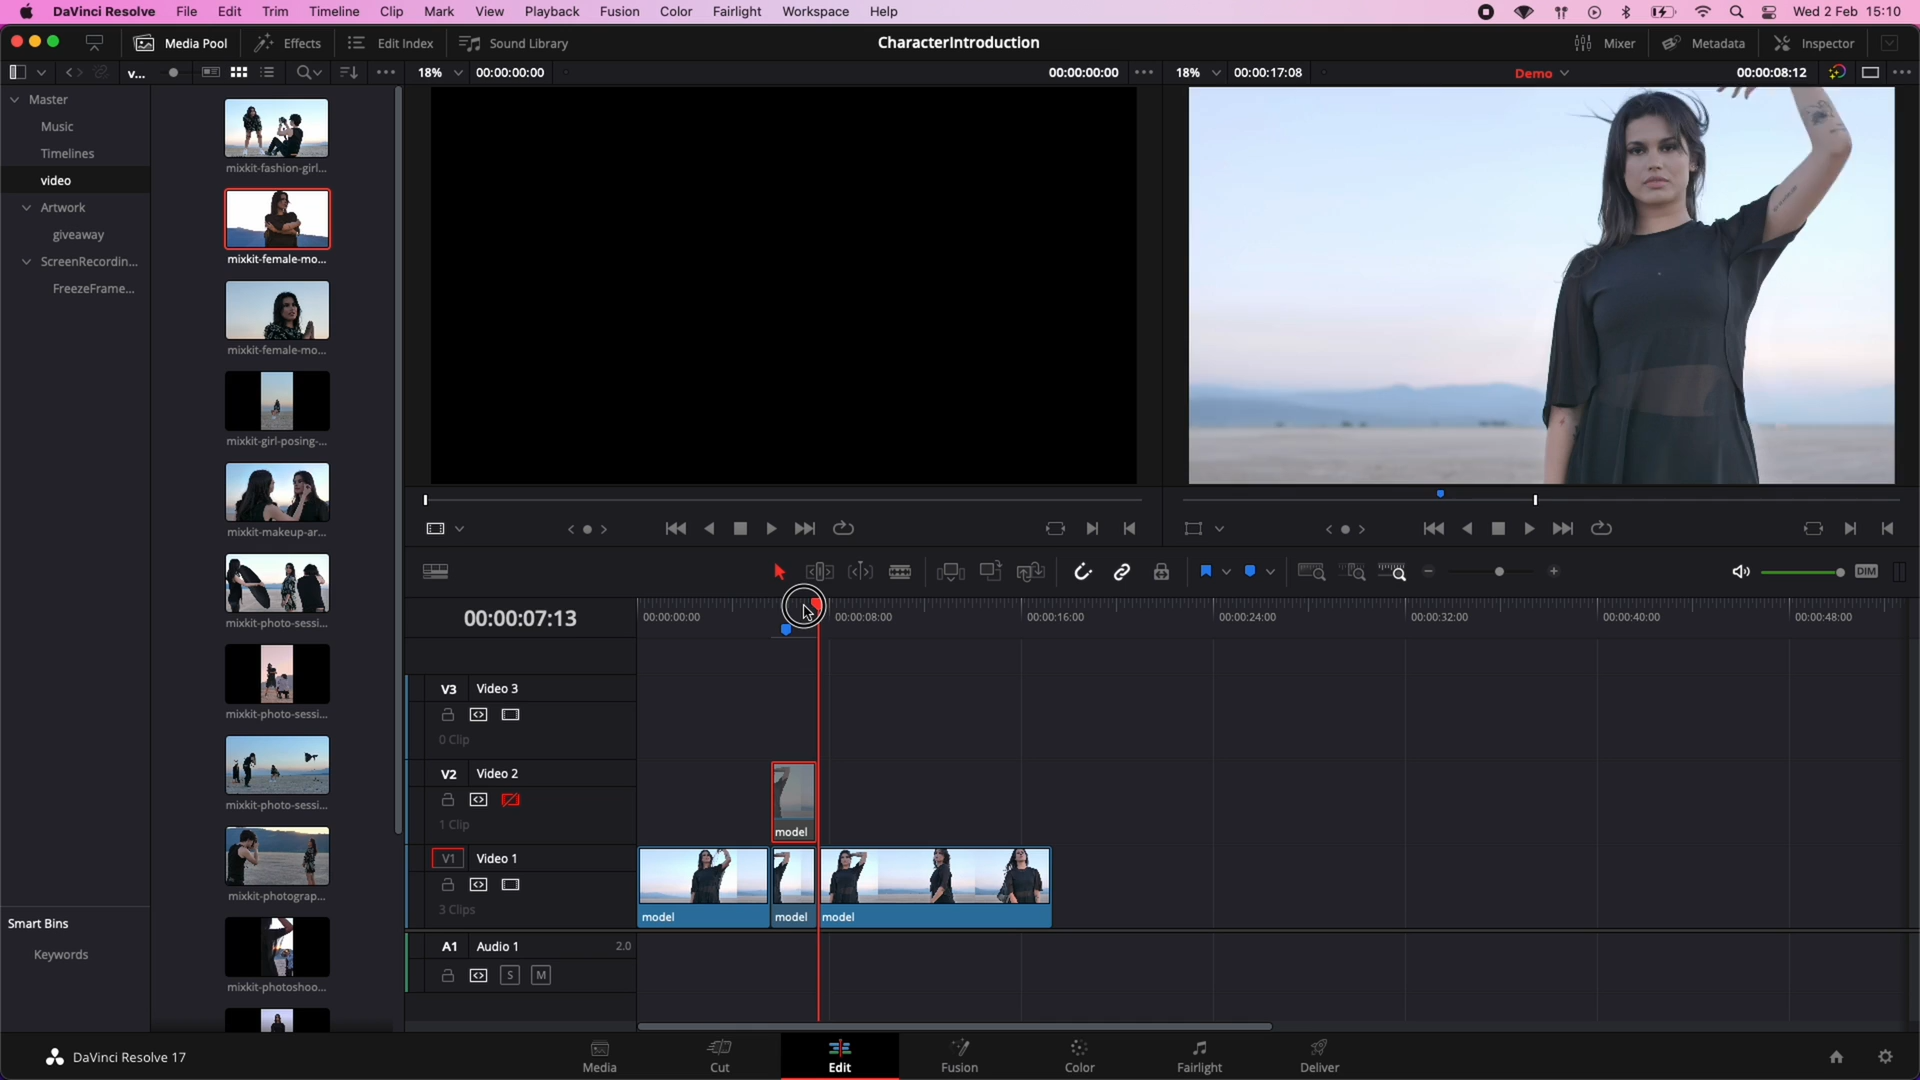 DaVinci Resolve File Edit Trim Timeline Clip Mark View Playback Fusion Color Fairlight Workspace Help Wed 2 Feb 15:10
Media Pool Effects Edit Index Sound Library CharacterIntroduction Mixer Metadata Inspector
v... 18% 00:00:00:00 00:00:00:00 18% 00:00:17:08 Demo 00:00:08:12
Master
Music
Timelines
video
Artwork
giveaway
ScreenRecordin...
FreezeFrame...
mixkit-fashion-girl...
mixkit-female-mo...
mixkit-female-mo...
mixkit-girl-posing-...
mixkit-makeup-ar...
mixkit-photo-sessi...
mixkit-photo-sessi...
mixkit-photo-sessi...
mixkit-photograp...
mixkit-photoshoo...
Smart Bins
Keywords
DIM
00:00:07:13 00:00:00:00 00:00:08:00 00:00:16:00 00:00:24:00 00:00:32:00 00:00:40:00 00:00:48:00
V3 Video 3
0 Clip
V2 Video 2
1 Clip
model
V1 Video 1
3 Clips
model model model
A1 Audio 1 2.0
S M
DaVinci Resolve 17 Media Cut Edit Fusion Color Fairlight Deliver